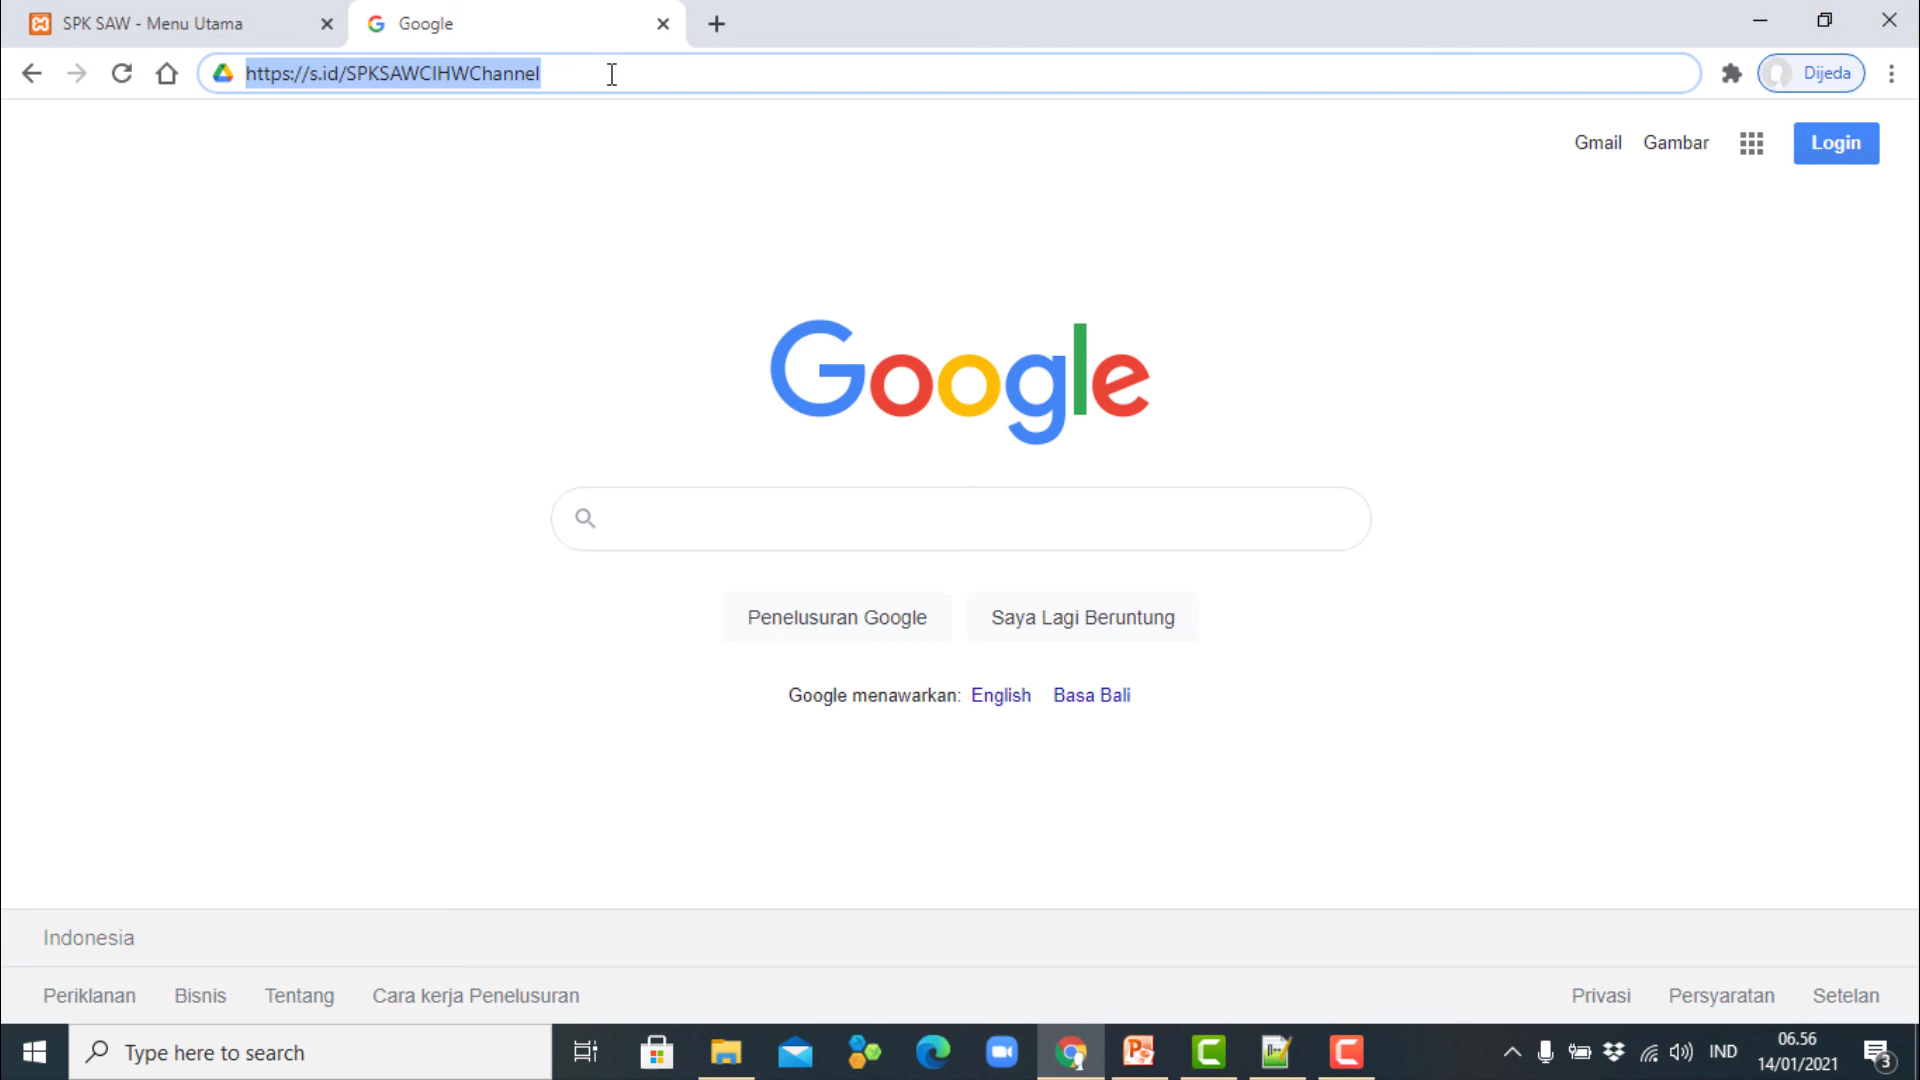 SPK SAW - Menu Utama
Google
https://s.id/SPKSAWCIHWChannel
Dijeda
Gmail Gambar Login
Google
Penelusuran Google Saya Lagi Beruntung
Google menawarkan: English Basa Bali
Indonesia
Periklanan Bisnis Tentang Cara kerja Penelusuran Privasi Persyaratan Setelan
Type here to search
IND
06.56
14/01/2021
3